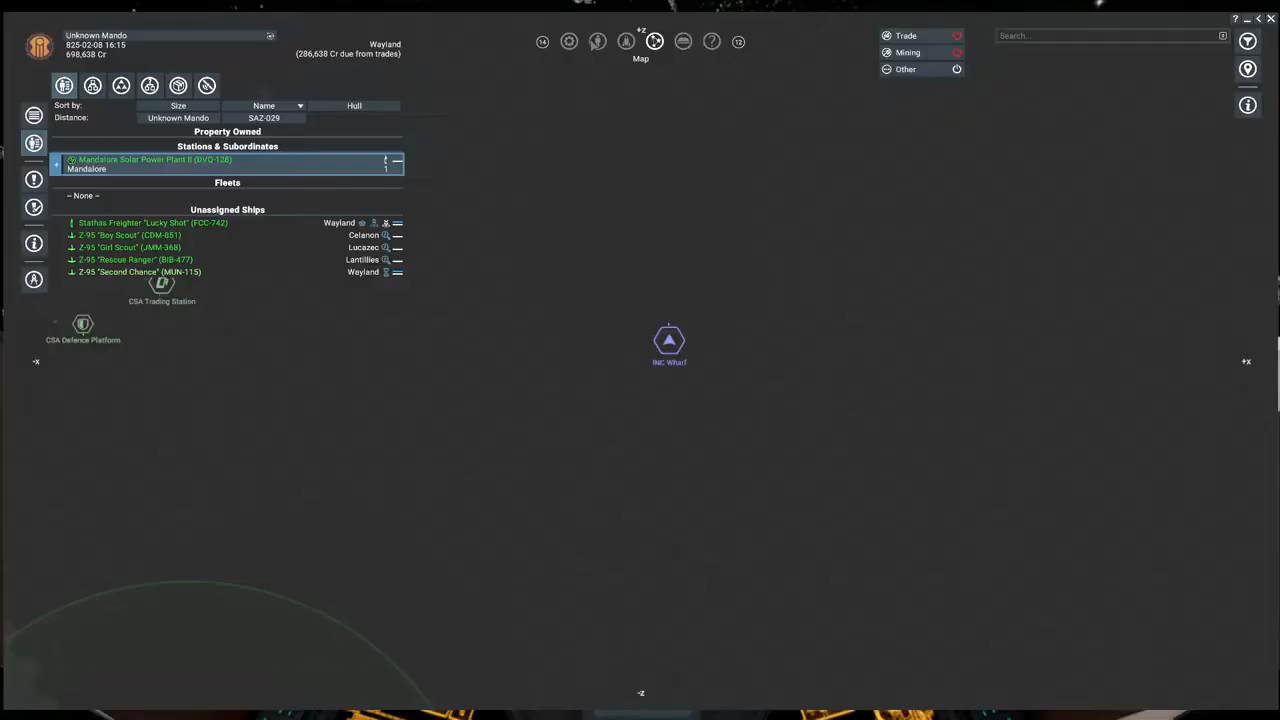 Unknown Mando
825-02-08 16:15
698,638 Cr
Wayland
(286,638 Cr due from trades)
14
+z
12
Map
Trade
Mining
Other
Search...
Sort by: Size Name Hull
Distance: Unknown Mando SAZ-029
Property Owned
Stations & Subordinates
Mandalore Solar Power Plant II (DVQ-128)
Mandalore 1
Fleets
-- None --
Unassigned Ships
Stathas Freighter "Lucky Shot" (FCC-742) Wayland
Z-95 "Boy Scout" (CDM-851) Celanon
Z-95 "Girl Scout" (JMM-368) Lucazec
Z-95 "Rescue Ranger" (BIB-477) Lantillies
Z-95 "Second Chance" (MUN-115) Wayland
CSA Trading Station
CSA Defence Platform
INC Wharf
-x
+x
-z